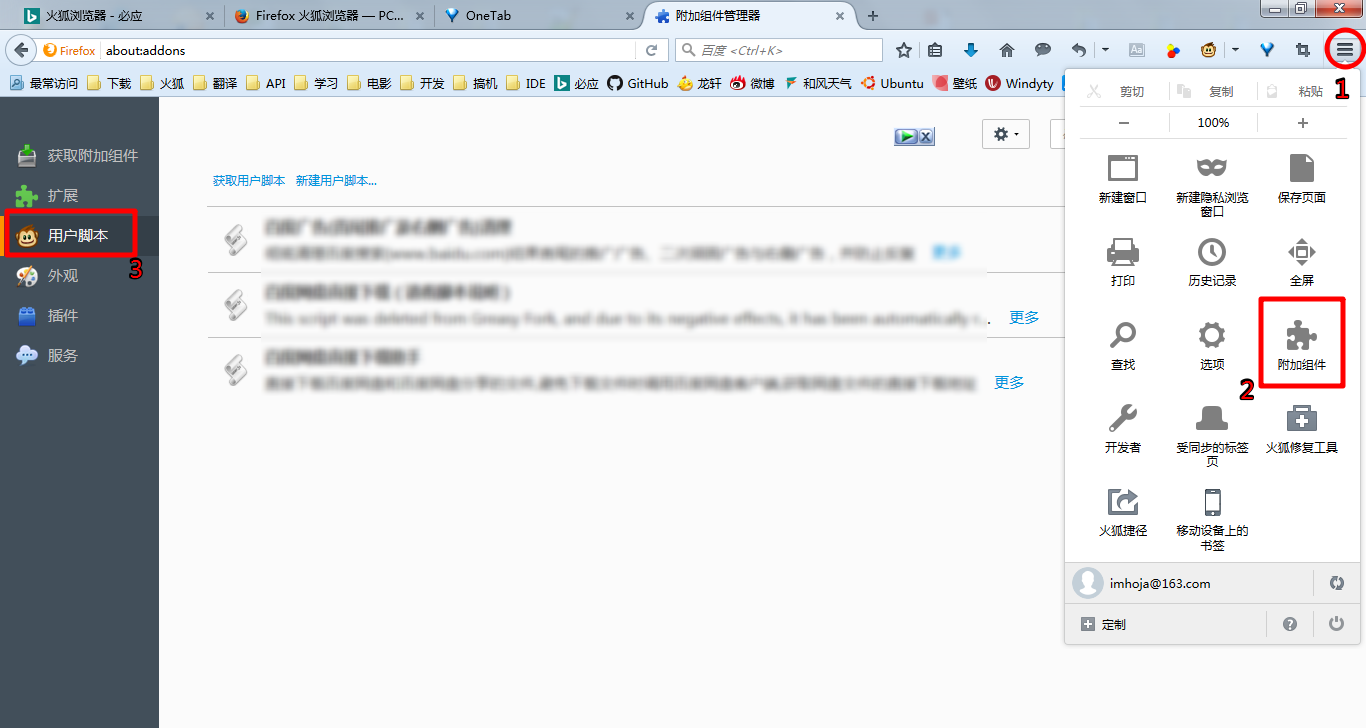 火狐浏览器 - 必应
Firefox 火狐浏览器 — PC...
OneTab
附加组件管理器
Firefox
about:addons
百度 <Ctrl+K>
最常访问
下载
火狐
翻译
API
学习
电影
开发
搞机
IDE
必应
GitHub
龙轩
微博
和风天气
Ubuntu
壁纸
Windyty
1
剪切
复制
粘贴
100%
获取附加组件
扩展
用户脚本
3
外观
插件
服务
获取用户脚本
新建用户脚本...
更多
更多
更多
新建窗口
新建隐私浏览
窗口
保存页面
打印
历史记录
全屏
查找
选项
附加组件
2
开发者
受同步的标签
页
火狐修复工具
火狐捷径
移动设备上的
书签
imhoja@163.com
定制